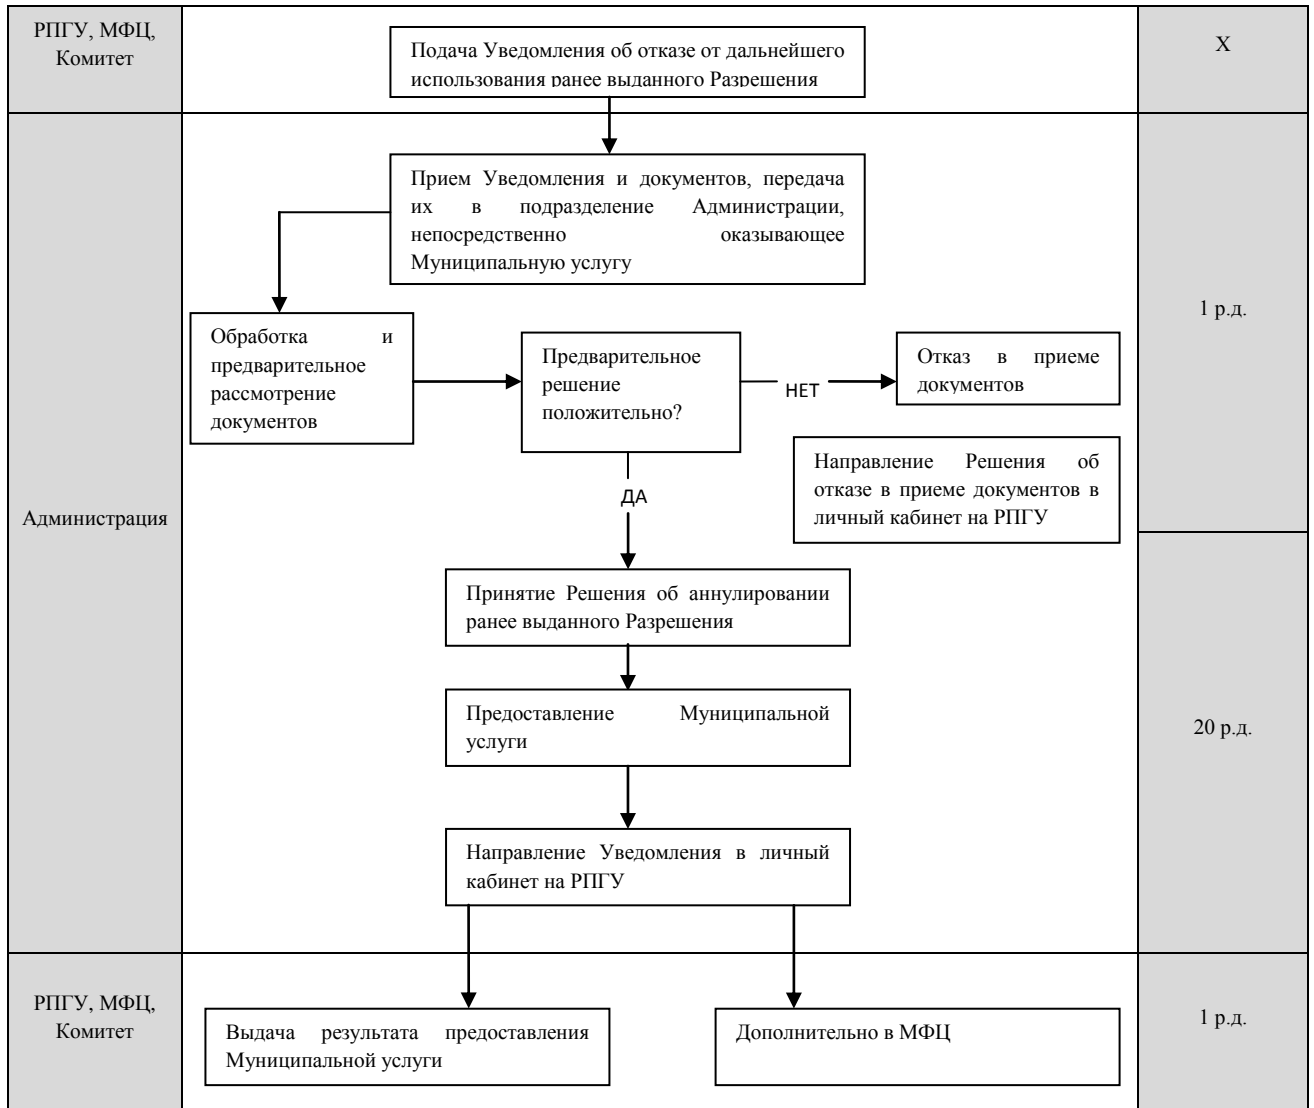 РПГУ, МФЦ,
Комитет
Подача Уведомления об отказе от дальнейшего
использования ранее выданного Разрешения
X
Прием Уведомления и документов, передача
их в подразделение Администрации,
непосредственно оказывающее
Муниципальную услугу
1 р.д.
Обработка и
предварительное
рассмотрение
документов
Предварительное
решение
положительно?
НЕТ
Отказ в приеме
документов
Направление Решения об
отказе в приеме документов в
личный кабинет на РПГУ
ДА
Администрация
Принятие Решения об аннулировании
ранее выданного Разрешения
Предоставление Муниципальной
услуги
20 р.д.
Направление Уведомления в личный
кабинет на РПГУ
РПГУ, МФЦ,
Комитет
Выдача результата предоставления
Муниципальной услуги
Дополнительно в МФЦ
1 р.д.